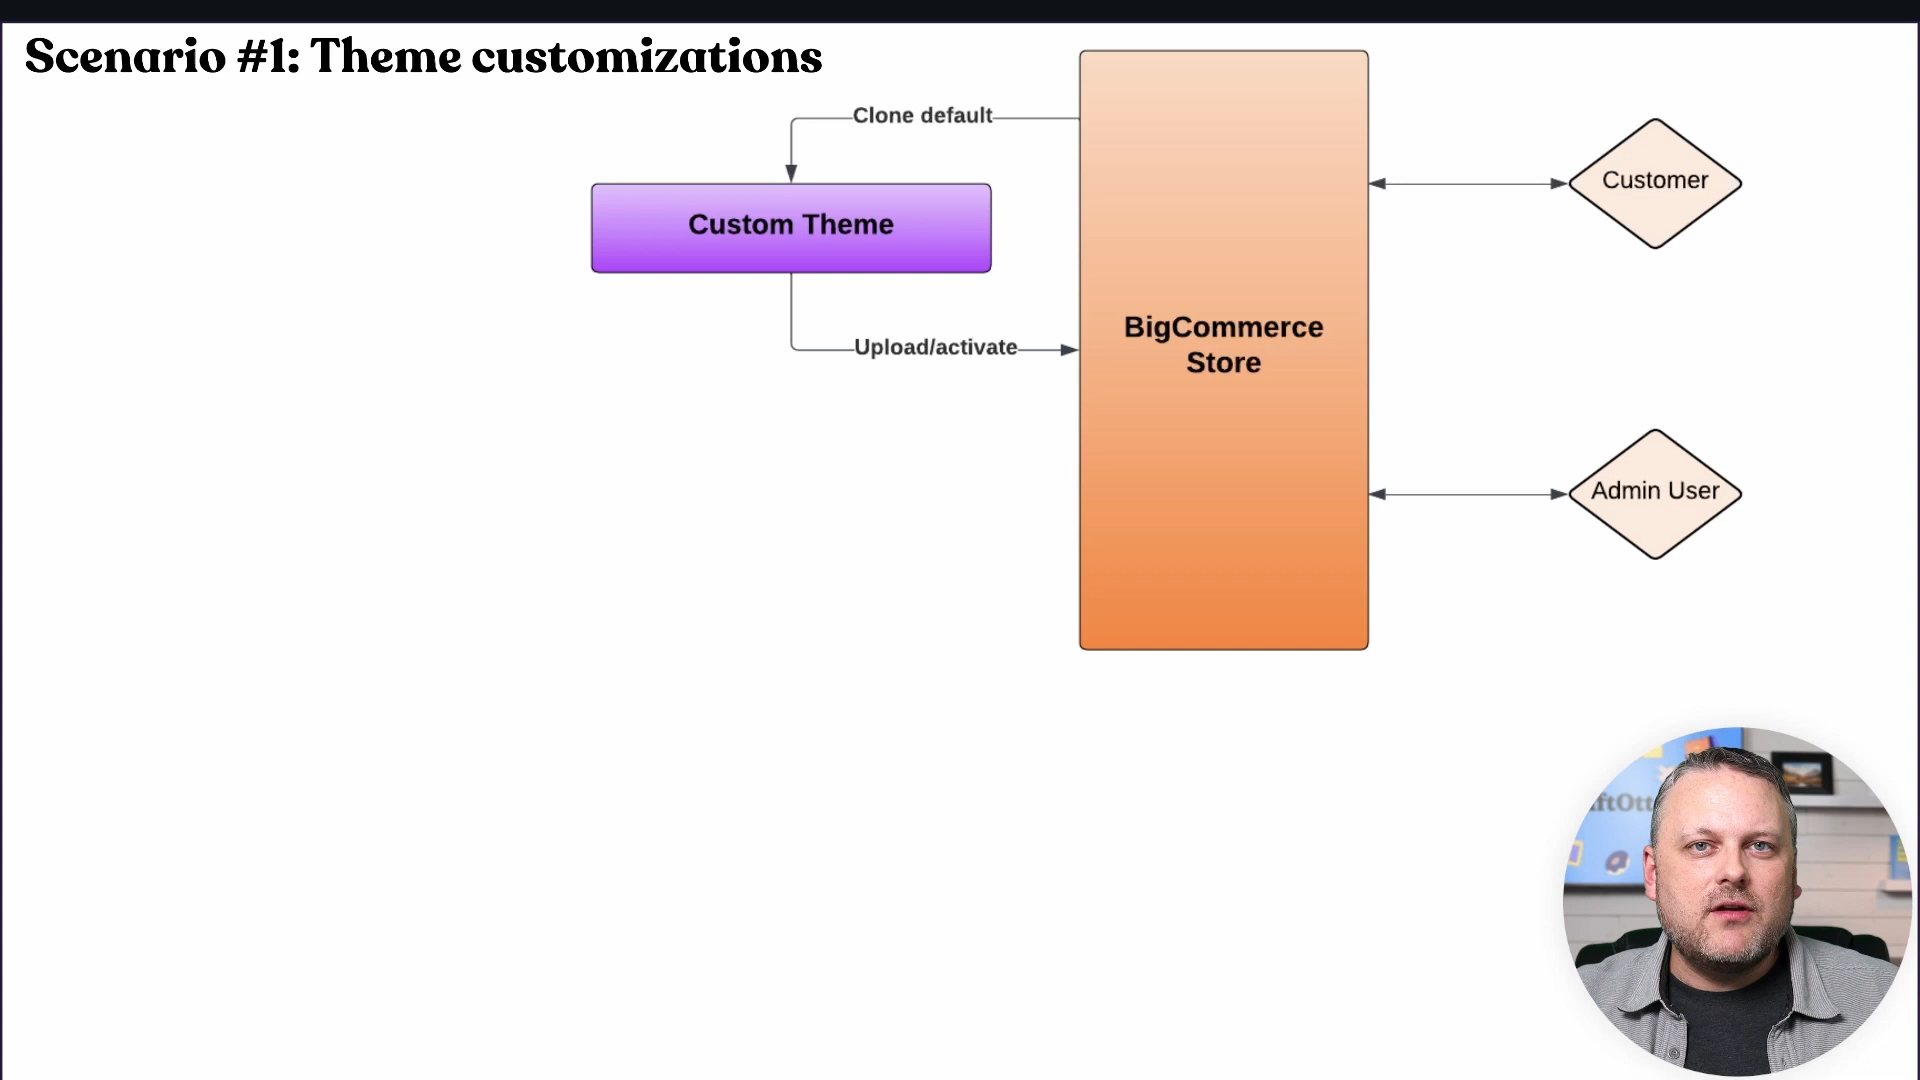 Scenario #1: Theme customizations
Clone default
Custom Theme
Upload/activate
BigCommerce
Store
Customer
Admin User